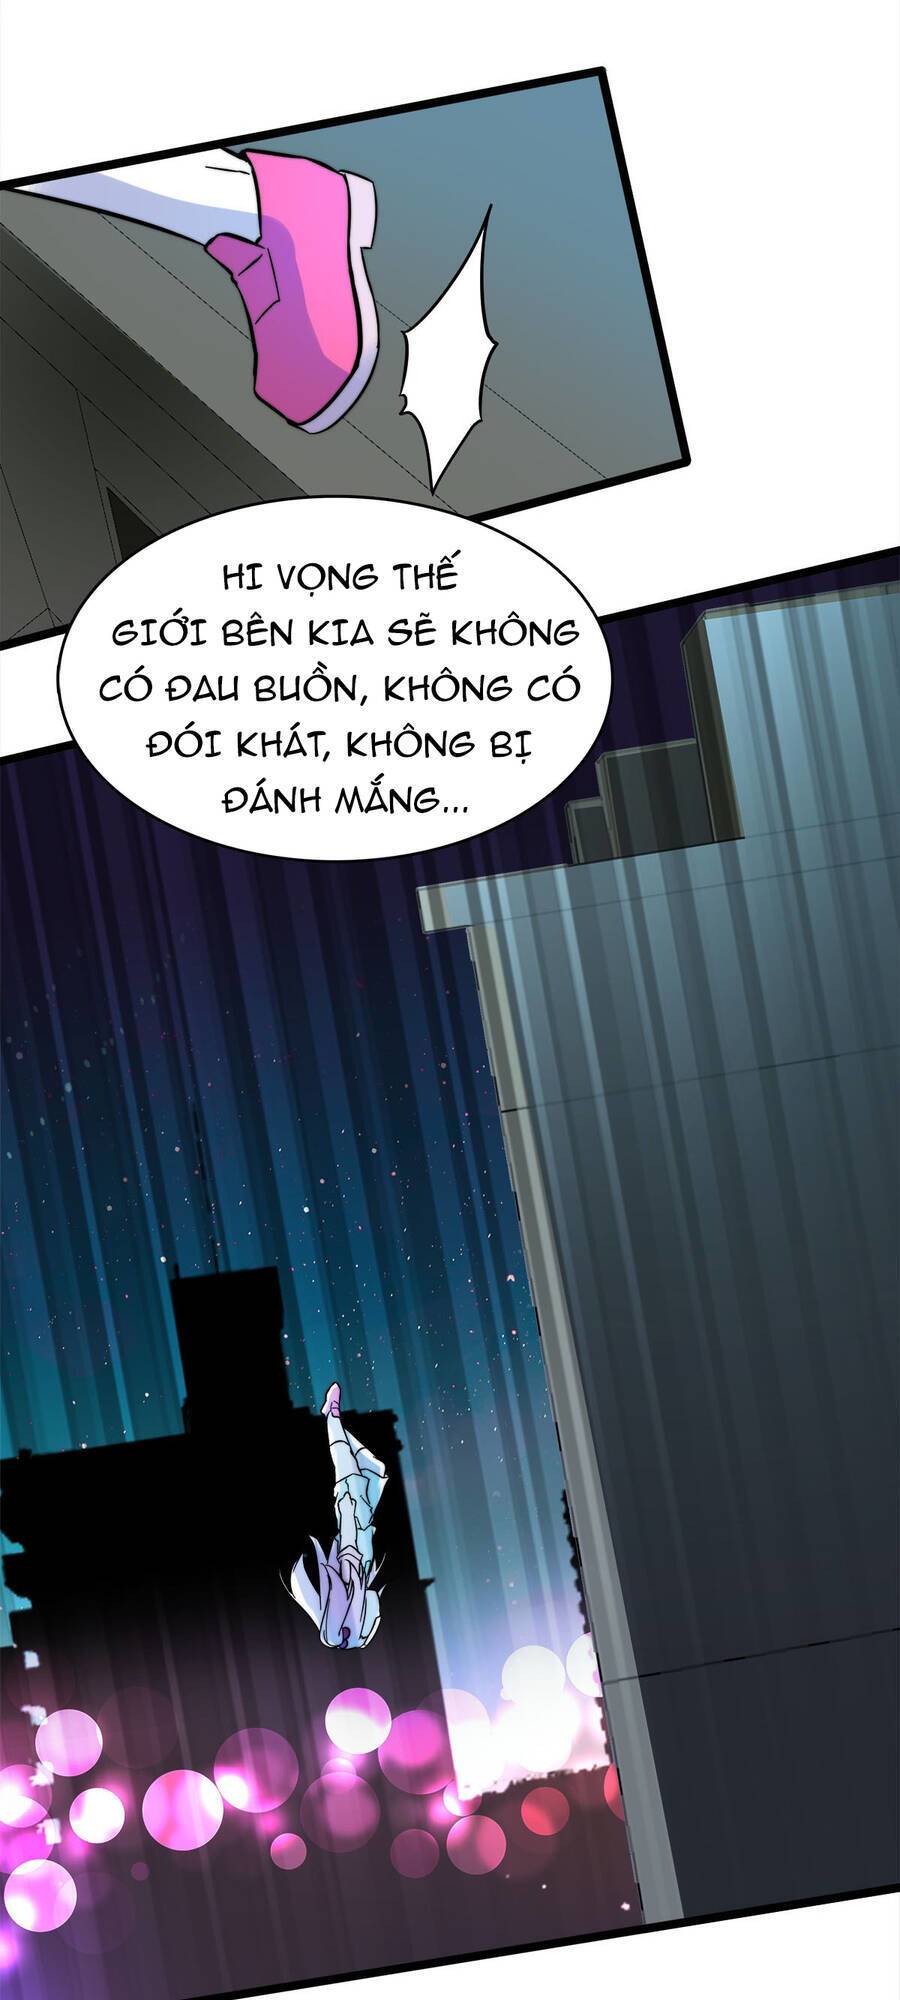 HI VỌNG THẾ
GIỚI BÊN KIA SẼ KHÔNG
CÓ ĐAU BUỒN, KHÔNG CÓ
ĐÓI KHÁT, KHÔNG BỊ
ĐÁNH MẮNG...